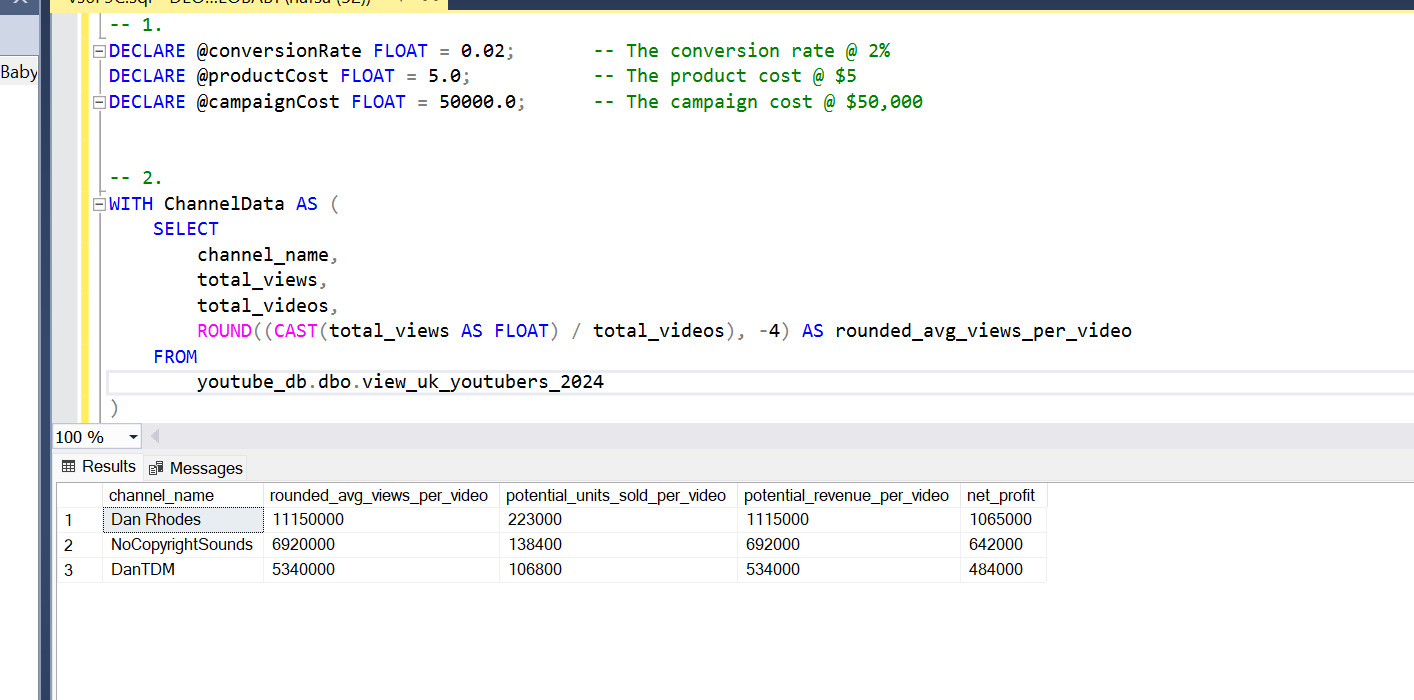 -- 1.
DECLARE @conversionRate FLOAT = 0.02; -- The conversion rate @ 2%
DECLARE @productCost FLOAT = 5.0; -- The product cost @ $5
DECLARE @campaignCost FLOAT = 50000.0; -- The campaign cost @ $50,000
Baby
-- 2.
WITH ChannelData AS (
SELECT
channel_name,
total_views,
total_videos,
ROUND((CAST(total_views AS FLOAT) / total_videos), -4) AS rounded_avg_views_per_video
FROM
youtube_db.dbo.view_uk_youtubers_2024
)
100 %
Results Messages
channel_name rounded_avg_views_per_video potential_units_sold_per_video potential_revenue_per_video net_profit
1 Dan Rhodes 11150000 223000 1115000 1065000
2 NoCopyrightSounds 6920000 138400 692000 642000
3 DanTDM 5340000 106800 534000 484000